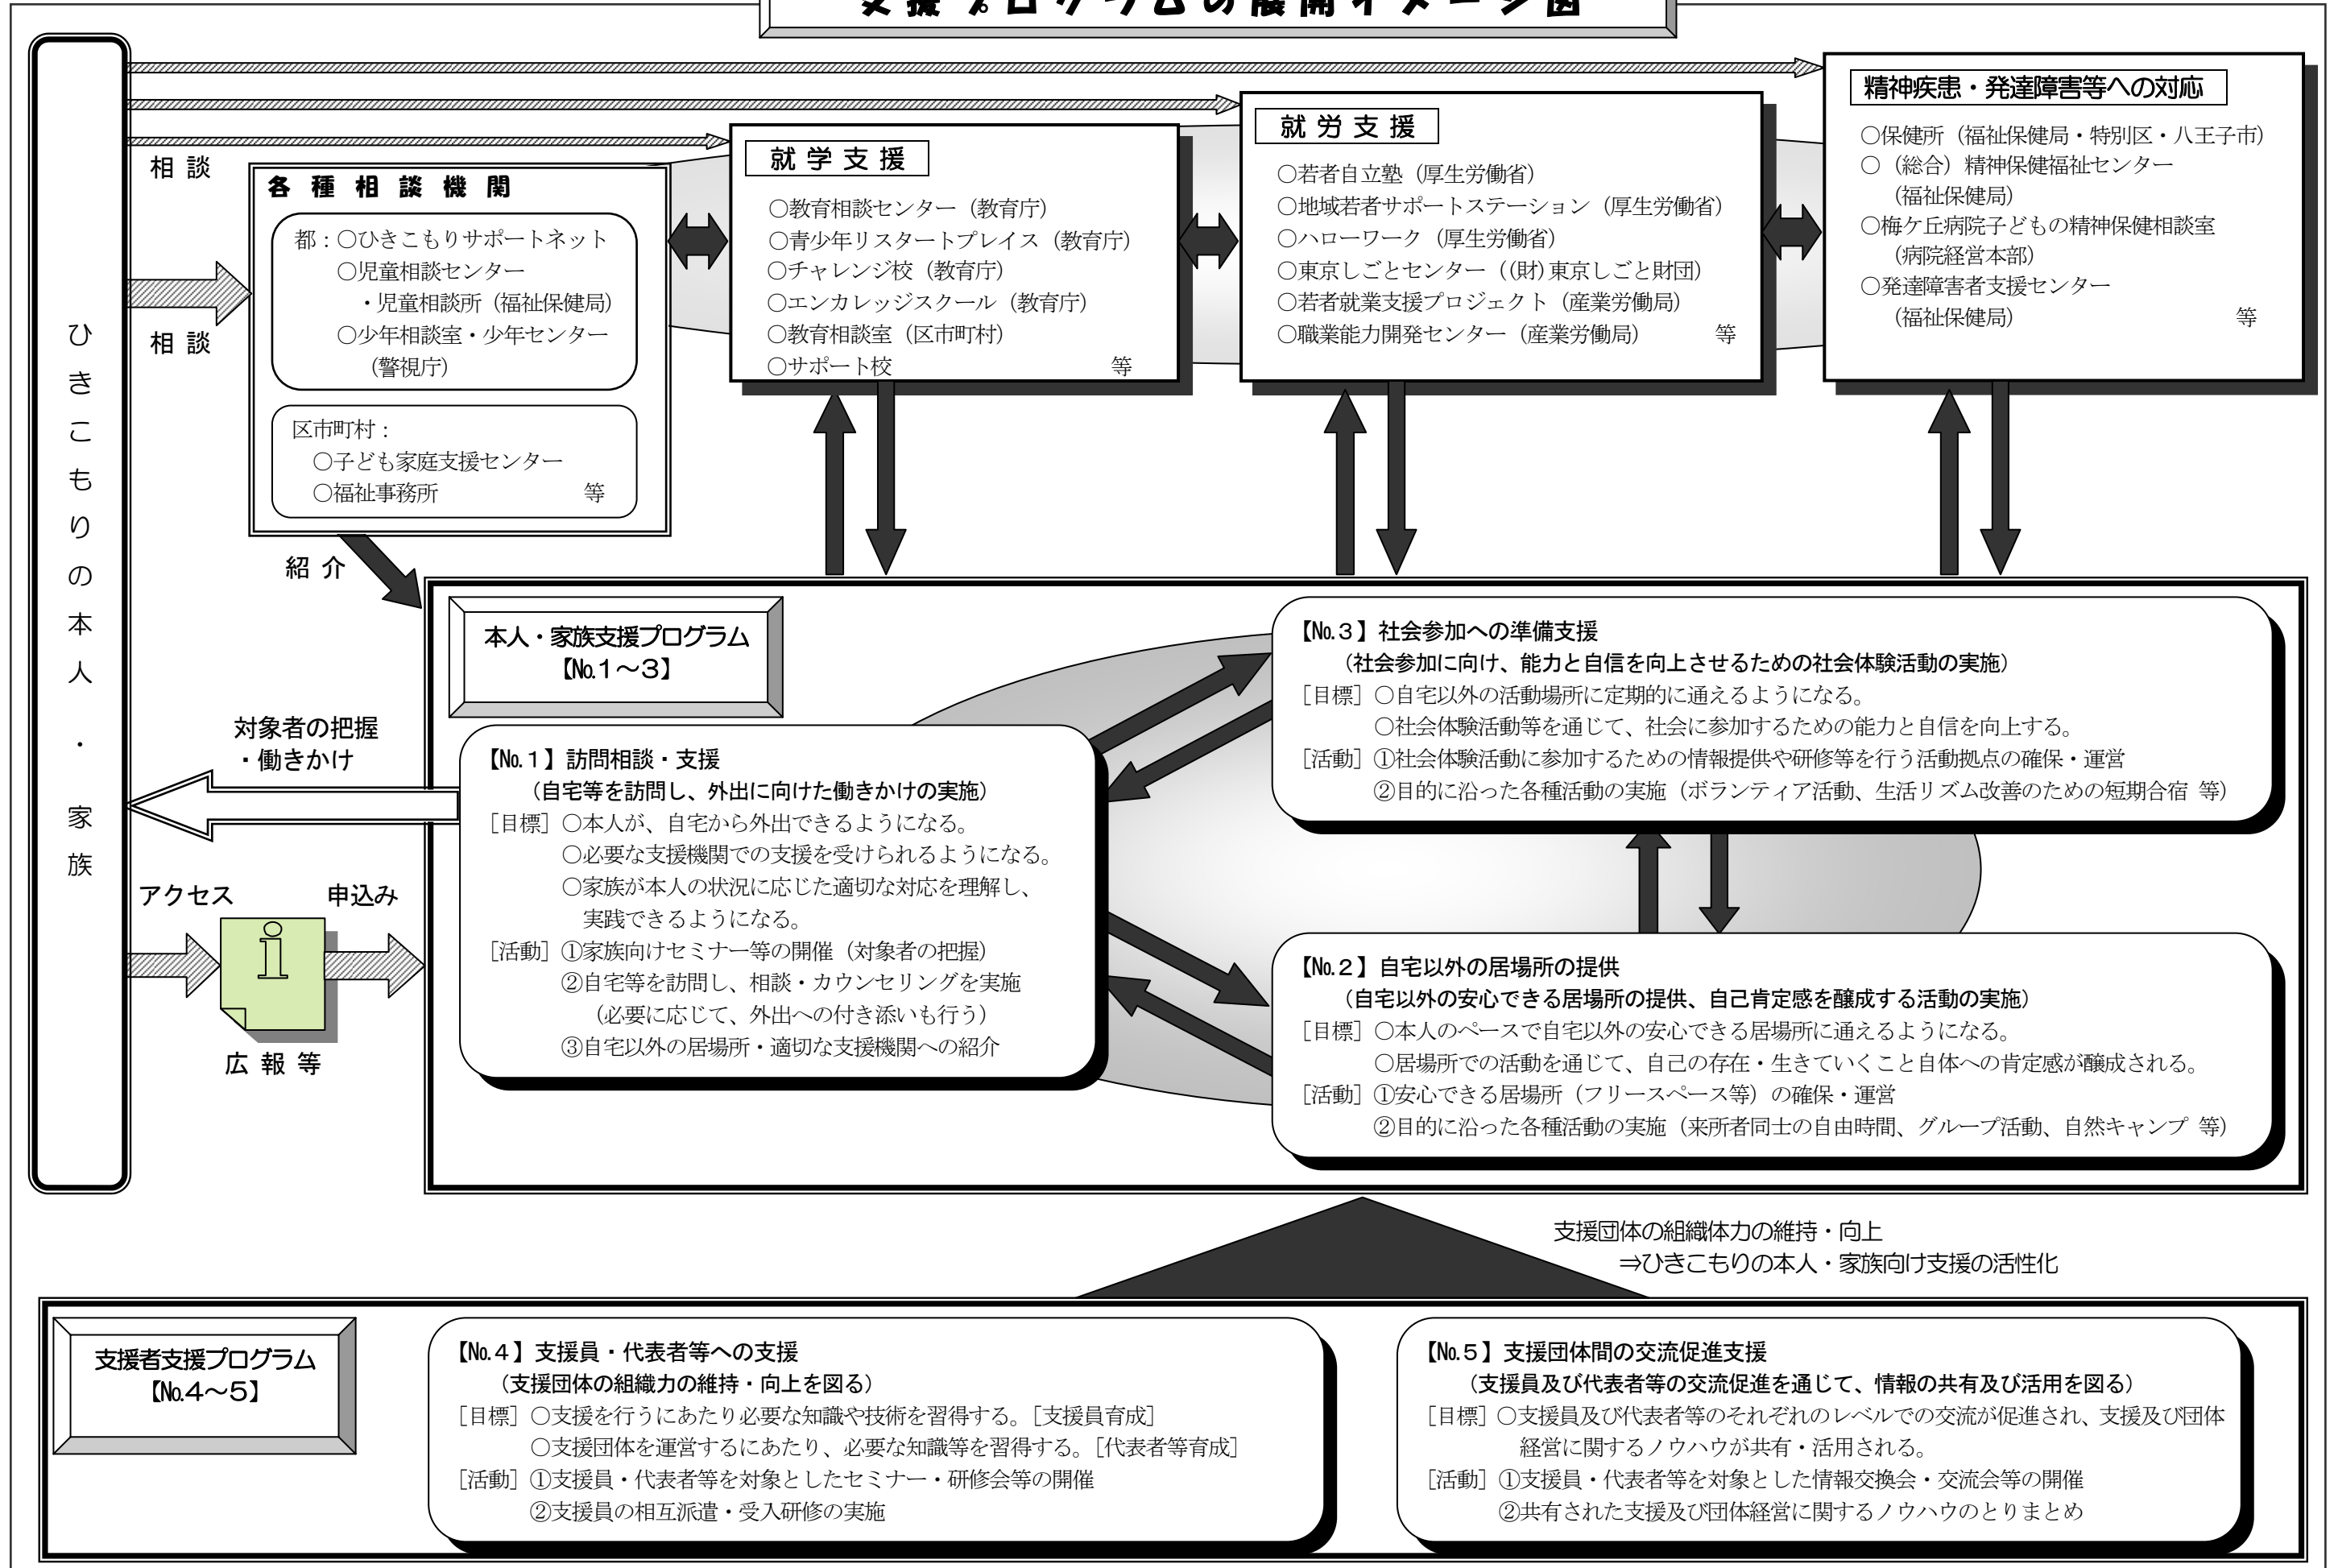 支援プログラムの展開イメージ図
ひきこもりの本人・家族
相 談
相 談
各種相談機関
都：○ひきこもりサポートネット
○児童相談センター
・児童相談所（福祉保健局）
○少年相談室・少年センター
（警視庁）
区市町村：
○子ども家庭支援センター
○福祉事務所 等
就学支援
○教育相談センター（教育庁）
○青少年リスタートプレイス（教育庁）
○チャレンジ校（教育庁）
○エンカレッジスクール（教育庁）
○教育相談室（区市町村）
○サポート校 等
就労支援
○若者自立塾（厚生労働省）
○地域若者サポートステーション（厚生労働省）
○ハローワーク（厚生労働省）
○東京しごとセンター（(財)東京しごと財団）
○若者就業支援プロジェクト（産業労働局）
○職業能力開発センター（産業労働局） 等
精神疾患・発達障害等への対応
○保健所（福祉保健局・特別区・八王子市）
○（総合）精神保健福祉センター
（福祉保健局）
○梅ケ丘病院子どもの精神保健相談室
（病院経営本部）
○発達障害者支援センター
（福祉保健局） 等
紹 介
本人・家族支援プログラム
【№1～3】
対象者の把握
・働きかけ
アクセス
申込み
i
広 報 等
【№1】訪問相談・支援
（自宅等を訪問し、外出に向けた働きかけの実施）
［目標］○本人が、自宅から外出できるようになる。
○必要な支援機関での支援を受けられるようになる。
○家族が本人の状況に応じた適切な対応を理解し、
実践できるようになる。
［活動］①家族向けセミナー等の開催（対象者の把握）
②自宅等を訪問し、相談・カウンセリングを実施
（必要に応じて、外出への付き添いも行う）
③自宅以外の居場所・適切な支援機関への紹介
【№3】社会参加への準備支援
（社会参加に向け、能力と自信を向上させるための社会体験活動の実施）
［目標］○自宅以外の活動場所に定期的に通えるようになる。
○社会体験活動等を通じて、社会に参加するための能力と自信を向上する。
［活動］①社会体験活動に参加するための情報提供や研修等を行う活動拠点の確保・運営
②目的に沿った各種活動の実施（ボランティア活動、生活リズム改善のための短期合宿 等）
【№2】自宅以外の居場所の提供
（自宅以外の安心できる居場所の提供、自己肯定感を醸成する活動の実施）
［目標］○本人のペースで自宅以外の安心できる居場所に通えるようになる。
○居場所での活動を通じて、自己の存在・生きていくこと自体への肯定感が醸成される。
［活動］①安心できる居場所（フリースペース等）の確保・運営
②目的に沿った各種活動の実施（来所者同士の自由時間、グループ活動、自然キャンプ 等）
支援団体の組織体力の維持・向上
⇒ひきこもりの本人・家族向け支援の活性化
支援者支援プログラム
【№4～5】
【№4】支援員・代表者等への支援
（支援団体の組織力の維持・向上を図る）
［目標］○支援を行うにあたり必要な知識や技術を習得する。［支援員育成］
○支援団体を運営するにあたり、必要な知識等を習得する。［代表者等育成］
［活動］①支援員・代表者等を対象としたセミナー・研修会等の開催
②支援員の相互派遣・受入研修の実施
【№5】支援団体間の交流促進支援
（支援員及び代表者等の交流促進を通じて、情報の共有及び活用を図る）
［目標］○支援員及び代表者等のそれぞれのレベルでの交流が促進され、支援及び団体
経営に関するノウハウが共有・活用される。
［活動］①支援員・代表者等を対象とした情報交換会・交流会等の開催
②共有された支援及び団体経営に関するノウハウのとりまとめ